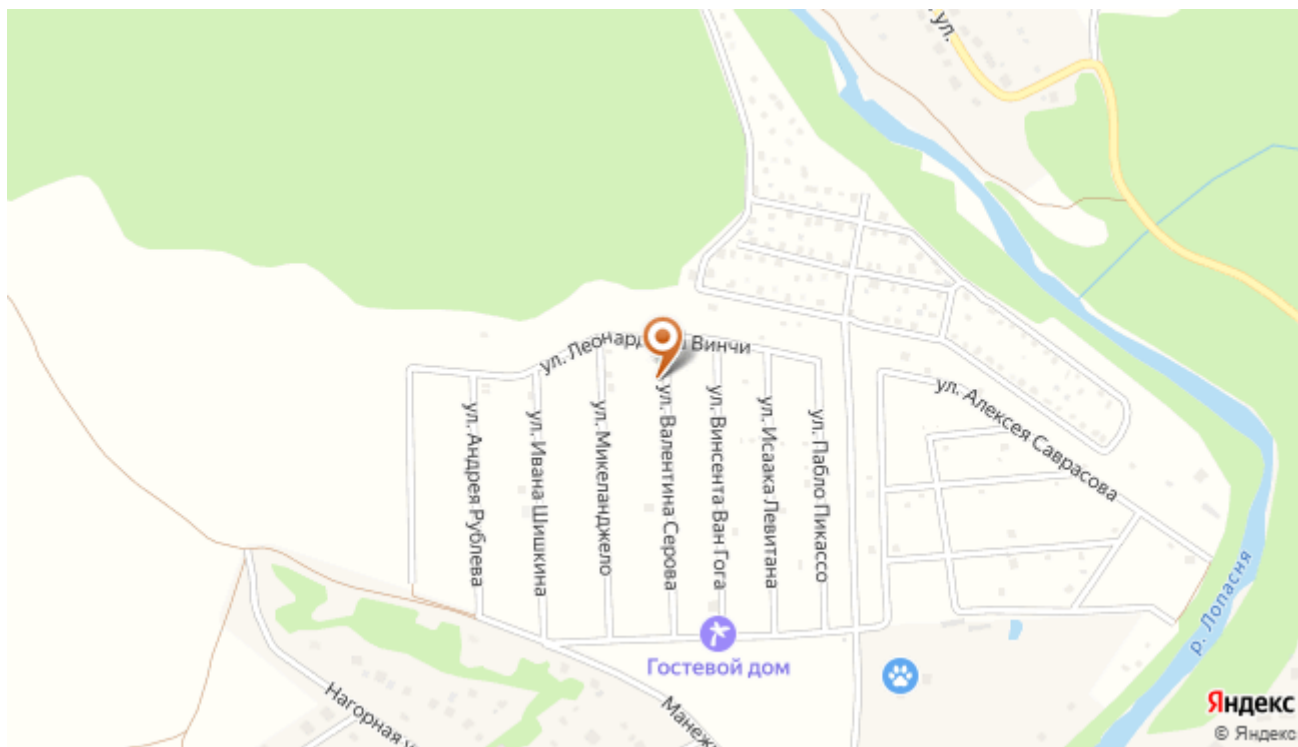 ул.
ул. Леонард Винчи
ул. Алексея Саврасова
ул. Андрея Рублева
ул. Ивана Шишкина
ул. Микеланджело
ул. Валентина Серова
ул. Винсента Ван Гога
ул. Исаака Левитана
ул. Пабло Пикассо
р. Лопасня
Гостевой дом
Нагорная у
Манеж
Яндекс
© Яндекс